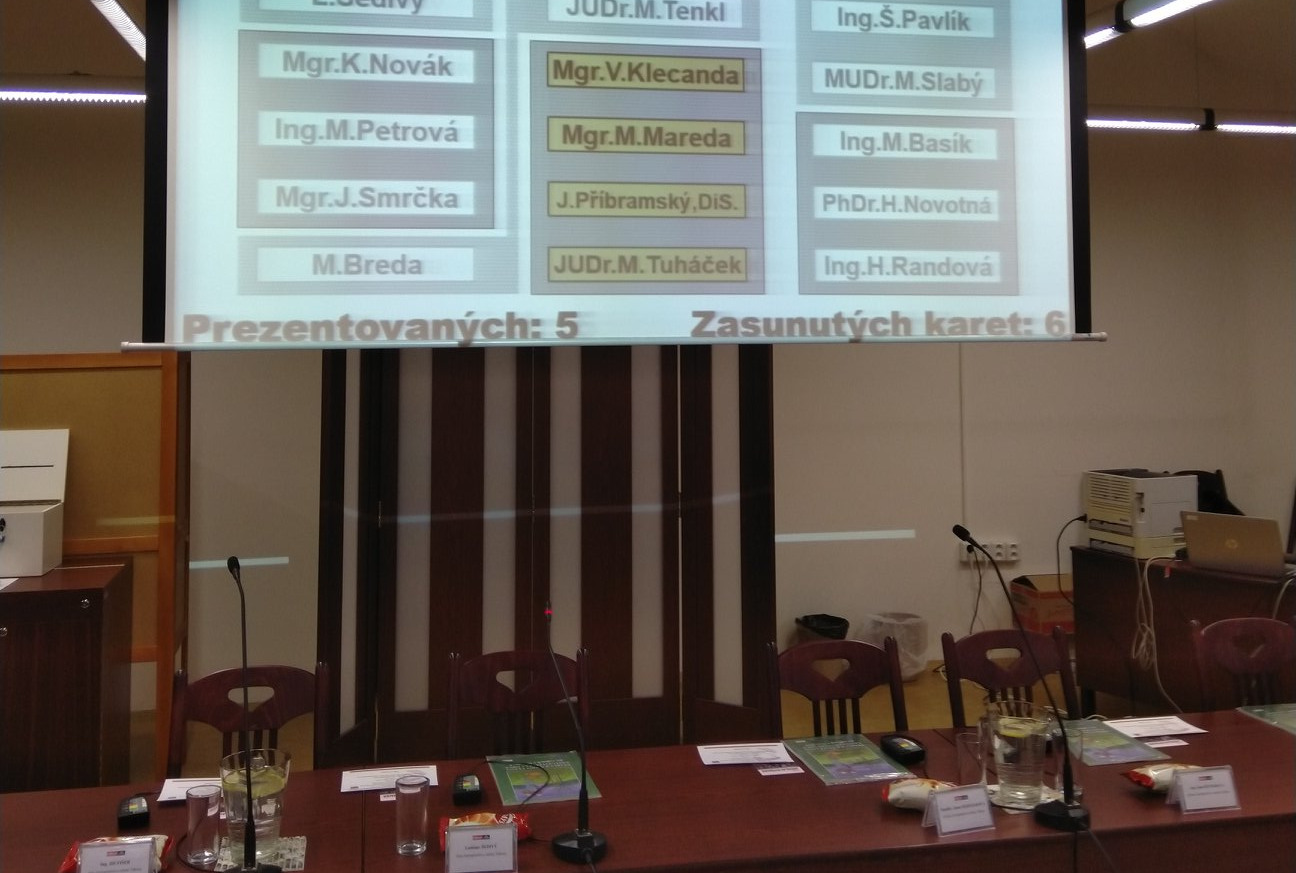 E.Šedivý
Mgr.K.Novák
Ing.M.Petrová
Mgr.J.Smrčka
M.Breda
JUDr.M.Tenkl
Mgr.V.Klecanda
Mgr.M.Mareda
J.Příbramský,DiS.
JUDr.M.Tuháček
Ing.Š.Pavlík
MUDr.M.Slabý
Ing.M.Basík
PhDr.H.Novotná
Ing.H.Randová
Prezentovaných: 5
Zasunutých karet: 6